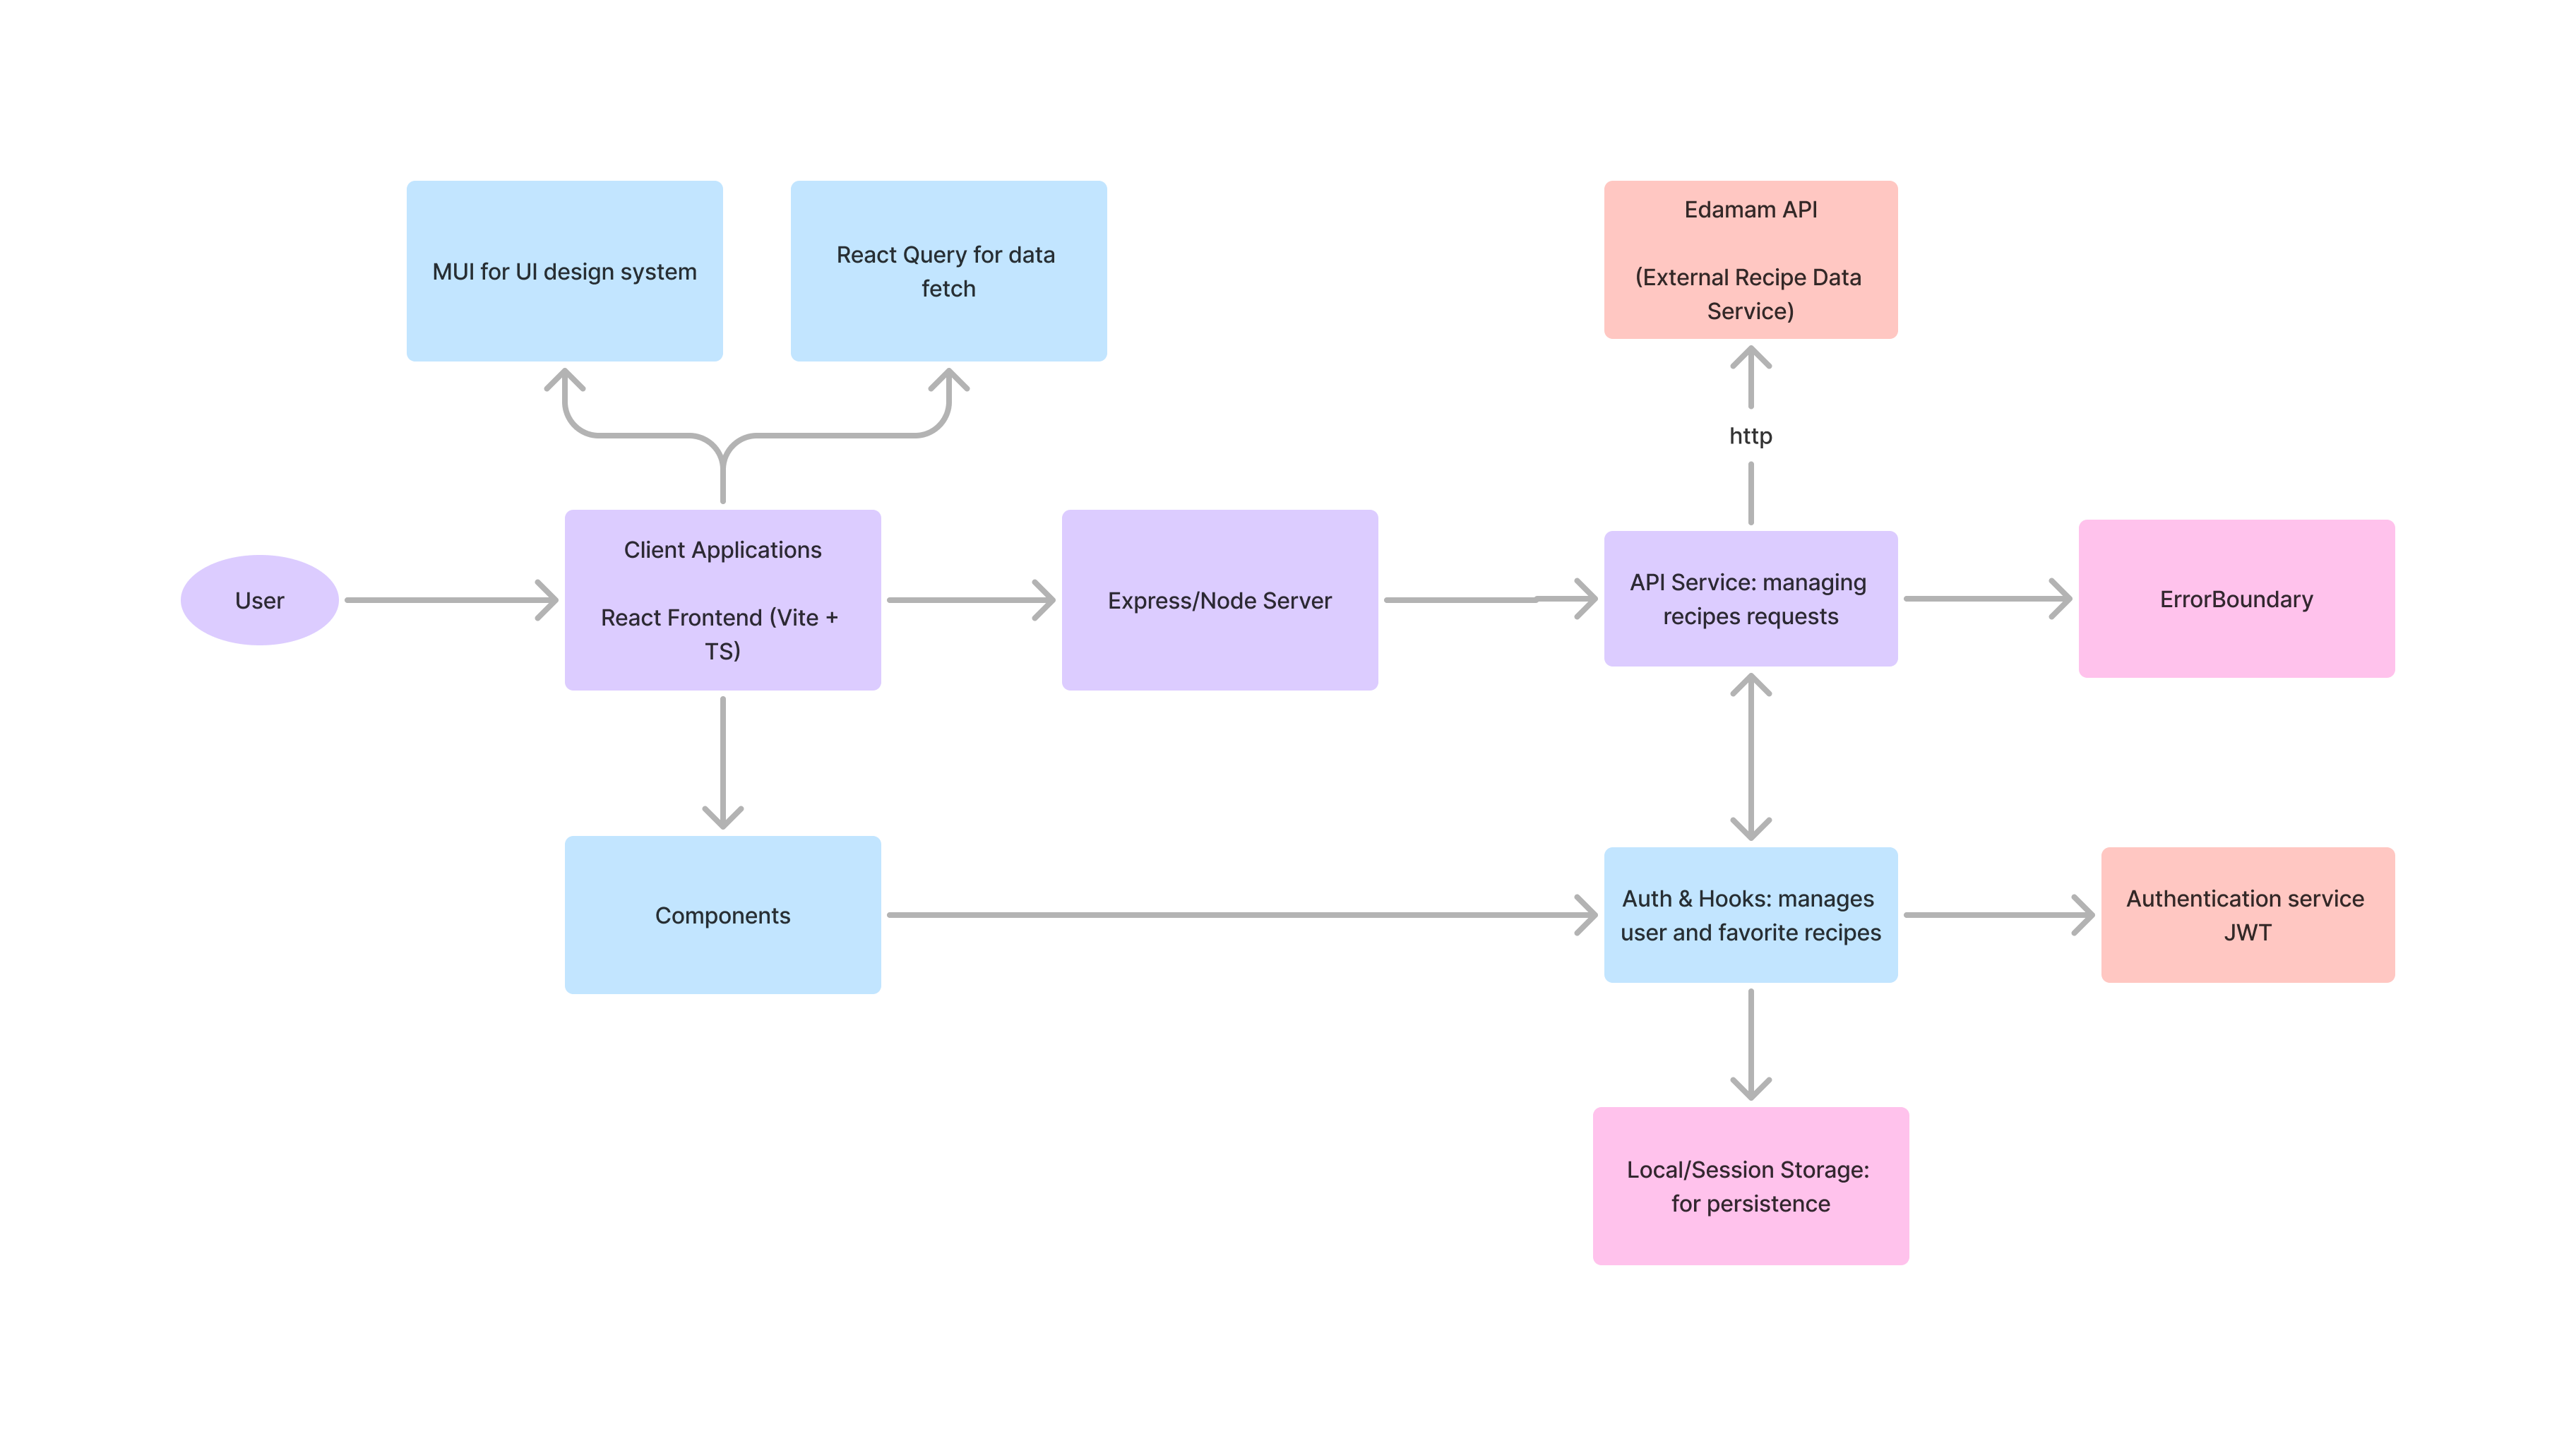 MUI for UI design system
React Query for data
fetch
Edamam API
(External Recipe Data
Service)
http
User
Client Applications
React Frontend (Vite +
TS)
Express/Node Server
API Service: managing
recipes requests
ErrorBoundary
Components
Auth & Hooks: manages
user and favorite recipes
Authentication service
JWT
Local/Session Storage:
for persistence